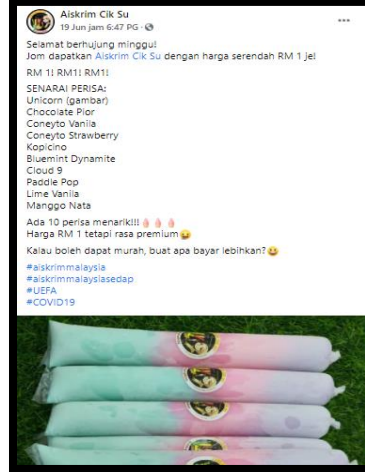 Aiskrim Cik Su
19 Jun jam 6:47 PG ·
Selamat berhujung minggu!
Jom dapatkan Aiskrim Cik Su dengan harga serendah RM 1 je!
RM 1! RM1! RM1!
SENARAI PERISA:
Unicorn (gambar)
Chocolate Pior
Coneyto Vanila
Coneyto Strawberry
Kopicino
Bluemint Dynamite
Cloud 9
Paddle Pop
Lime Vanila
Manggo Nata
Ada 10 perisa menarik!!!
Harga RM 1 tetapi rasa premium
Kalau boleh dapat murah, buat apa bayar lebihkan?
#aiskrimmalaysia
#aiskrimmalaysiasedap
#UEFA
#COVID19